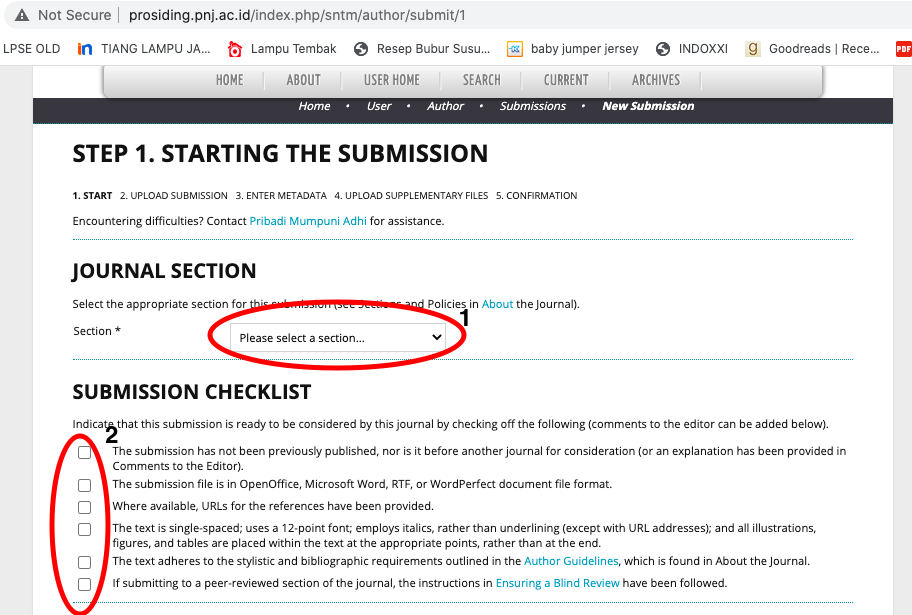 Not Secure | prosiding.pnj.ac.id/index.php/sntm/author/submit/1
LPSE OLD in TIANG LAMPU JA... Lampu Tembak Resep Bubur Susu... baby jumper jersey INDOXXI g Goodreads | Rece... PDF
HOME ABOUT USER HOME SEARCH CURRENT ARCHIVES
Home • User • Author • Submissions • New Submission
STEP 1. STARTING THE SUBMISSION
1. START 2. UPLOAD SUBMISSION 3. ENTER METADATA 4. UPLOAD SUPPLEMENTARY FILES 5. CONFIRMATION
Encountering difficulties? Contact Pribadi Mumpuni Adhi for assistance.
JOURNAL SECTION
Select the appropriate section for this submission (see Sections and Policies in About the Journal).
1
Section * Please select a section...
SUBMISSION CHECKLIST
Indicate that this submission is ready to be considered by this journal by checking off the following (comments to the editor can be added below).
2
The submission has not been previously published, nor is it before another journal for consideration (or an explanation has been provided in
Comments to the Editor).
The submission file is in OpenOffice, Microsoft Word, RTF, or WordPerfect document file format.
Where available, URLs for the references have been provided.
The text is single-spaced; uses a 12-point font; employs italics, rather than underlining (except with URL addresses); and all illustrations,
figures, and tables are placed within the text at the appropriate points, rather than at the end.
The text adheres to the stylistic and bibliographic requirements outlined in the Author Guidelines, which is found in About the Journal.
If submitting to a peer-reviewed section of the journal, the instructions in Ensuring a Blind Review have been followed.